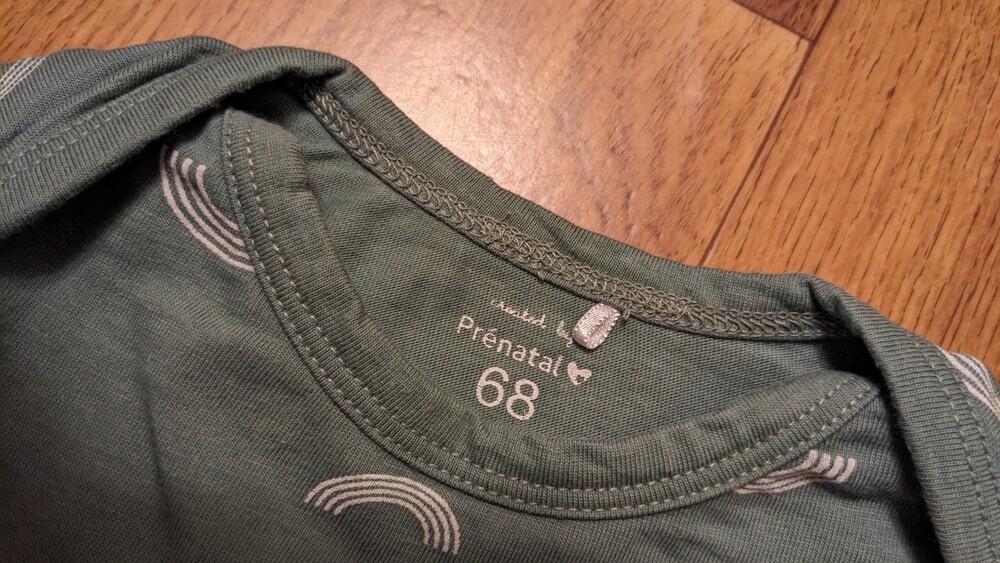 created by
Prénatal
68